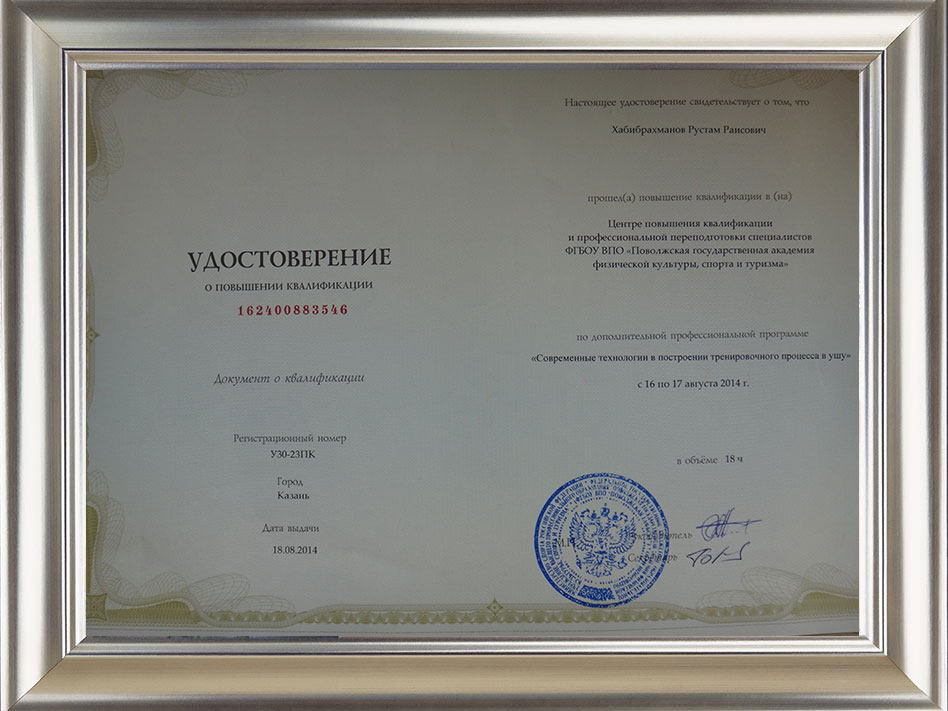 УДОСТОВЕРЕНИЕ
О ПОВЫШЕНИИ КВАЛИФИКАЦИИ
162400883546
Документ о квалификации
Регистрационный номер
У30-23ПК
Город
Казань
Дата выдачи
18.08.2014
Настоящее удостоверение свидетельствует о том, что
Хабибрахманов Рустам Раисович
прошел(а) повышение квалификации в (на)
Центре повышения квалификации
и профессиональной переподготовки специалистов
ФГБОУ ВПО «Поволжская государственная академия
физической культуры, спорта и туризма»
по дополнительной профессиональной программе
«Современные технологии в построении тренировочного процесса в ушу»
с 16 по 17 августа 2014 г.
в объёме 18 ч
М.П.